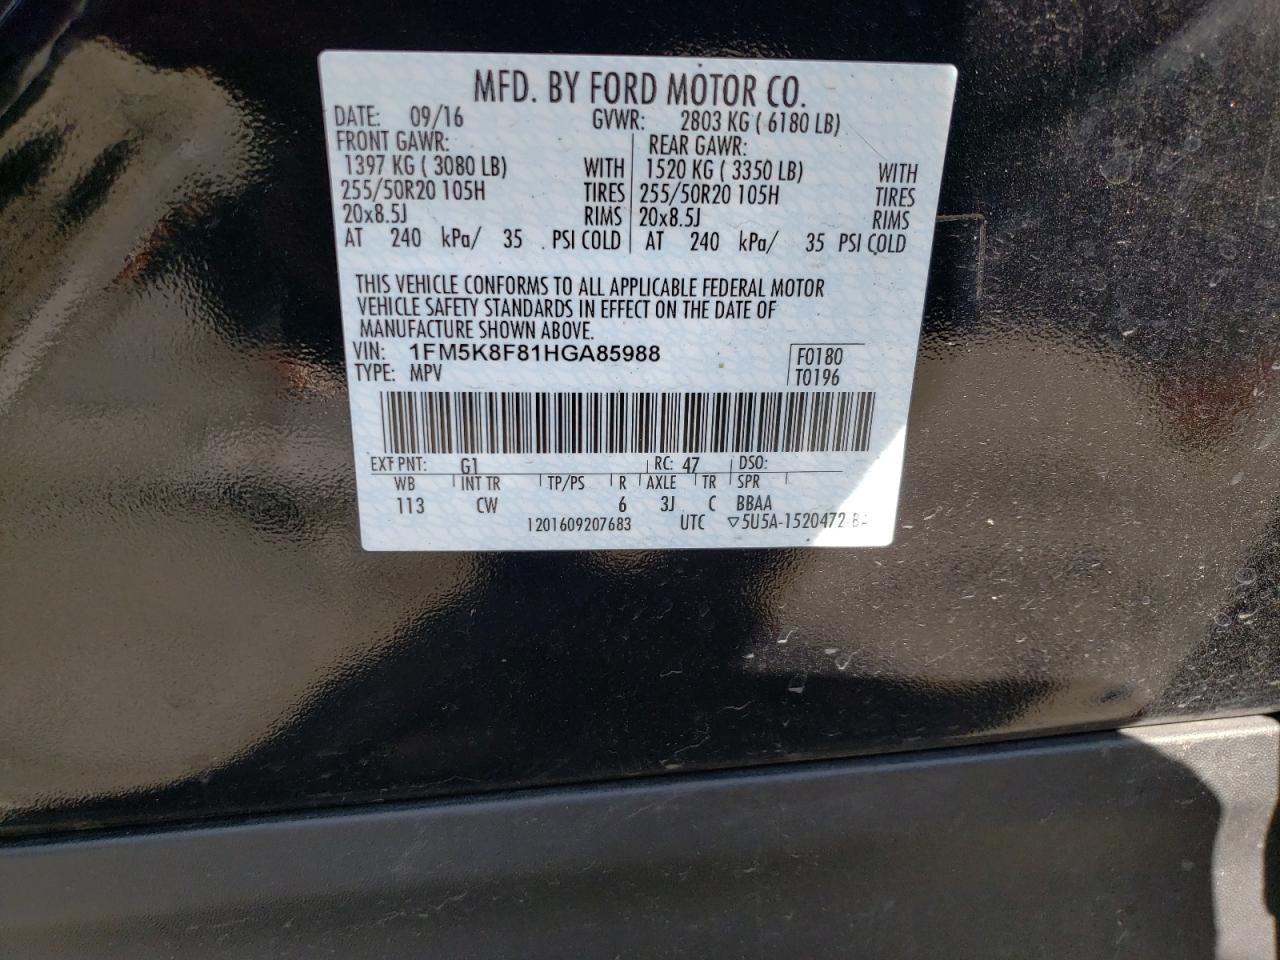 MFD. BY FORD MOTOR CO.
DATE: 09/16 GVWR: 2803 KG ( 6180 LB)
FRONT GAWR: REAR GAWR:
1397 KG ( 3080 LB) WITH 1520 KG ( 3350 LB) WITH
255/50R20 105H TIRES 255/50R20 105H TIRES
20x8.5J RIMS 20x8.5J RIMS
AT 240 kPa/ 35 PSI COLD AT 240 kPa/ 35 PSI COLD
THIS VEHICLE CONFORMS TO ALL APPLICABLE FEDERAL MOTOR
VEHICLE SAFETY STANDARDS IN EFFECT ON THE DATE OF
MANUFACTURE SHOWN ABOVE.
VIN: 1FM5K8F81HGA85988 F0180
TYPE: MPV T0196
EXT PNT: G1 RC: 47 DSO:
WB INT TR TP/PS R AXLE TR SPR
113 CW 6 3J C BBAA
1201609207683 UTC ▽5U5A-1520472